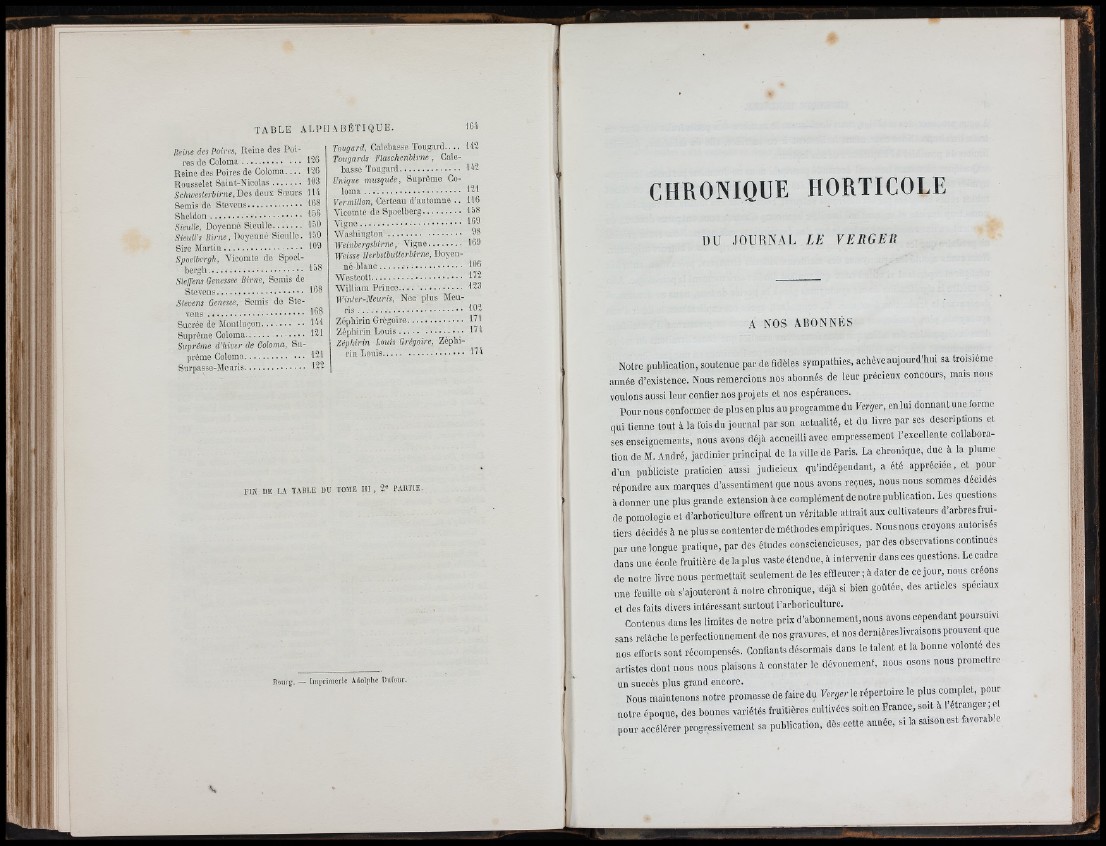 TABLE ALPHABÉTIQUE. 164
Reine des Poires, Reine des Poi-
res de Coloma .......... ... 126
Reine des Poires de Coloma.... 126
Rousselet Saint-Nicolas ....... 103
Schwesterbirne, Des deux Sœurs 114
Semis de Stevens............. 168
Sheldon ..................... 156
Sieulle, Doyenné Sieulle....... 150
Sieull's Birne, Doyenné Sieulle. 150
Sire Martin.................. 109
Spoelbergh, Vicomte de Spoel-
bergh...................... 158
Steffens Genessee Birne, Semis de
Stevens.................... 168
Stevens Genesse, Semis de Ste-
vens ...................... 168
Sucrée de Montluçon.......... 144
Suprême Coloma.............. 121
Suprême d'hiver de Coloma, Su-
prême Coloma.......... ... 121
Surpasse-Meuris.............. 122
Tougard, Calebasse Tougard.... 142
Tougards Flaschenbirne, Cale-
basse Tougard.............. 142
Unique musquée, Suprême Co-
loma ...................... 121
Vermillon, Certeau d'automne .. 116
Vicomte de Spoelberg......... 158
Vigne....................... 169
Washington ................. 98
Weinbergsbirne, Vigne........ 169
Weisse Herbstbutterbirne, Doyen-
né blanc................... 106
Westcott.................... 172
William Prince............... 123
Winter-Meuris, Nec plus Meu-
ris ........................ 102
Zéphirin Grégoire............. 171
Zéphirin Louis ............... 174
Zéphirin Louis Grégoire, Zéphi-
rin Louis..... ............. 174
FIN DE LA TABLE DU TOME III, 2e PARTIE.
Bourg. — Imprimerie Adolphe Dufour.
CHRONIQUE HORTICOLE
DU JOURNAL LE VERGER
A NOS ABONNÉS
Notre publication, soutenue par de fidèles sympathies, achève aujourd'hui sa troisième
année d'existence. Nous remercions nos abonnés de leur précieux concours, mais nous
voulons aussi leur confier nos projets et nos espérances.
Pour nous conformer de plus en plus au programme du Verger, en lui donnant une forme
qui tienne tout à la fois du journal par son actualité, et du livre par ses descriptions et
ses enseignements, nous avons déjà accueilli avec empressement l'excellente collabora-
tion de M. André, jardinier principal de la ville de Paris. La chronique, due à la plume
d'un publiciste praticien aussi judicieux qu'indépendant, a été appréciée, et pour
répondre aux marques d'assentiment que nous avons reçues, nous nous sommes décidés
à donner une plus grande extension à ce complément de notre publication. Les questions
de pomologie et d'arboriculture offrent un véritable attrait aux cultivateurs d'arbres frui-
tiers décidés à ne plus se contenter de méthodes empiriques. Nous nous croyons autorisés
par une longue pratique, par des études consciencieuses, par des observations continues
dans une école fruitière de la plus vaste étendue, à intervenir dans ces questions. Le cadre
de notre livre nous permettait seulement de les effleurer; à dater de ce jour, nous créons
une feuille où s'ajouteront à notre chronique, déjà si bien goûtée, des articles spéciaux
et des faits divers intéressant surtout l'arboriculture.
Contenus dans les limites de notre prix d'abonnement, nous avons cependant poursuivi
sans relâche le perfectionnement de nos gravures, et nos dernières livraisons prouvent que
nos efforts sont récompensés. Confiants désormais dans le talent et la bonne volonté des
artistes dont nous nous plaisons à constater le dévouement, nous osons nous promettre
un succès plus grand encore.
Nous maintenons notre promesse de faire du Verger le répertoire le plus complet, pour
notre époque, des bonnes variétés fruitières cultivées soit en France, soit à l'étranger; et
pour accélérer progressivement sa publication, dès cette année, si la saison est favorable